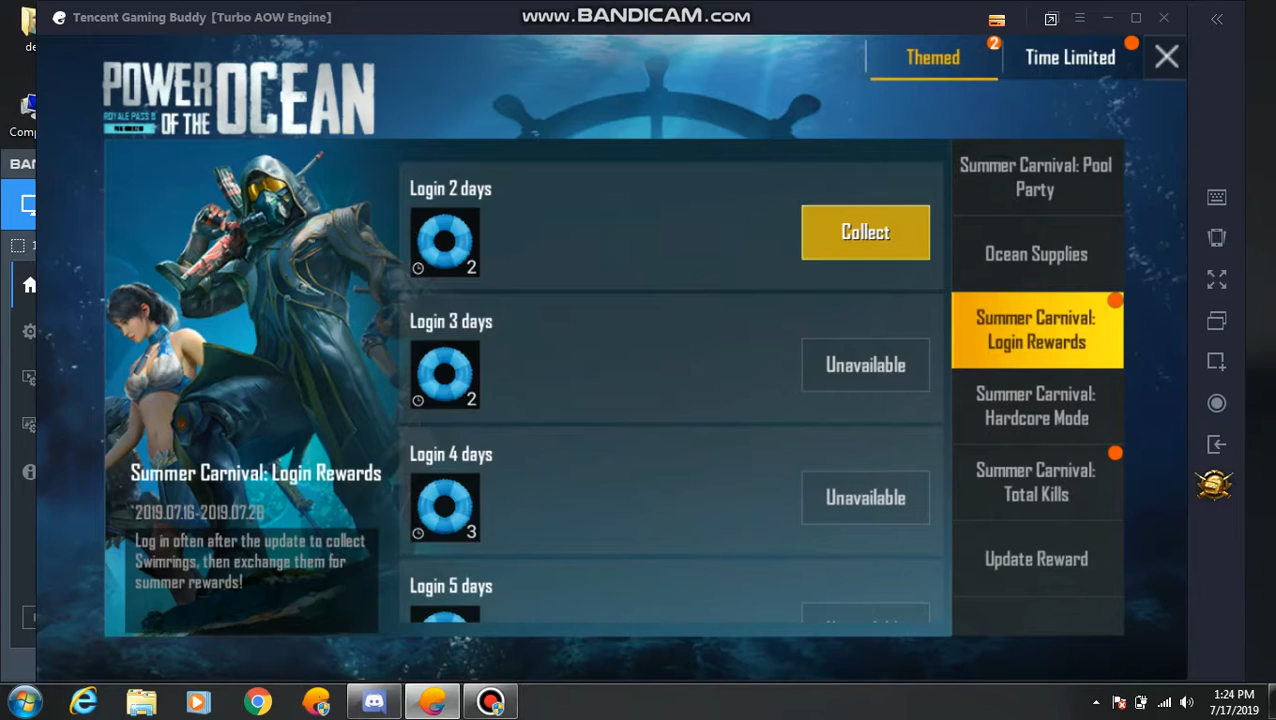 Tencent Gaming Buddy [Turbo AOW Engine]
www.BANDICAM.com
Themed
2
Time Limited
POWER
OF THE OCEAN
ROYALE PASS 8
Login 2 days
2
Collect
Login 3 days
2
Unavailable
Login 4 days
3
Unavailable
Login 5 days
Summer Carnival: Login Rewards
2019.07.16-2019.07.28
Log in often after the update to collect
Swimrings, then exchange them for
summer rewards!
Summer Carnival: Pool
Party
Ocean Supplies
Summer Carnival:
Login Rewards
Summer Carnival:
Hardcore Mode
Summer Carnival:
Total Kills
Update Reward
de
Comp
BAN
1:24 PM
7/17/2019